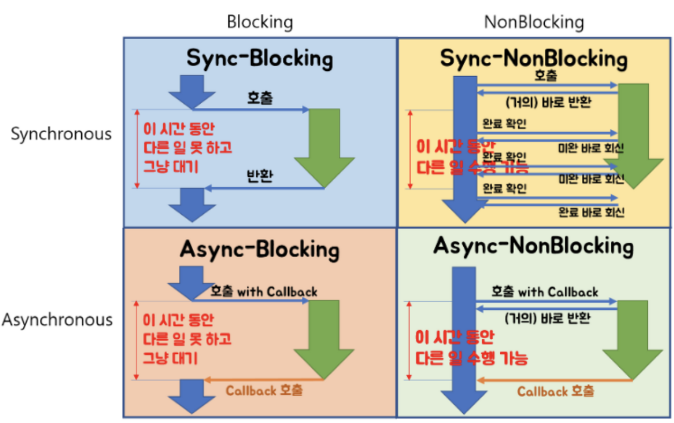 Blocking
NonBlocking
Synchronous
Sync-Blocking
호출
이 시간 동안
다른 일 못 하고
그냥 대기
반환
Sync-NonBlocking
호출
(거의) 바로 반환
완료 확인
미완 바로 회신
이 시간 동안
다른 일 수행 가능
완료 확인
미완 바로 회신
완료 확인
완료 바로 회신
Asynchronous
Async-Blocking
호출 with Callback
이 시간 동안
다른 일 못 하고
그냥 대기
Callback 호출
Async-NonBlocking
호출 with Callback
(거의) 바로 반환
이 시간 동안
다른 일 수행 가능
Callback 호출